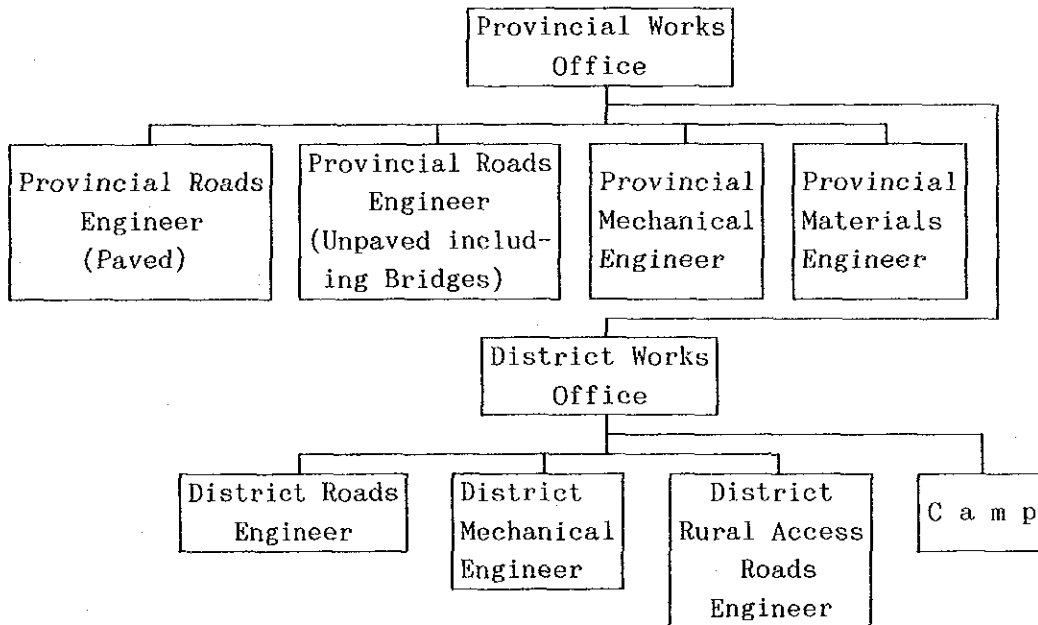 Provincial Works
Office
Provincial Roads
Engineer
(Paved)
Provincial Roads
Engineer
(Unpaved includ-
ing Bridges)
Provincial
Mechanical
Engineer
Provincial
Materials
Engineer
District Works
Office
District Roads
Engineer
District
Mechanical
Engineer
District
Rural Access
Roads
Engineer
C a m p